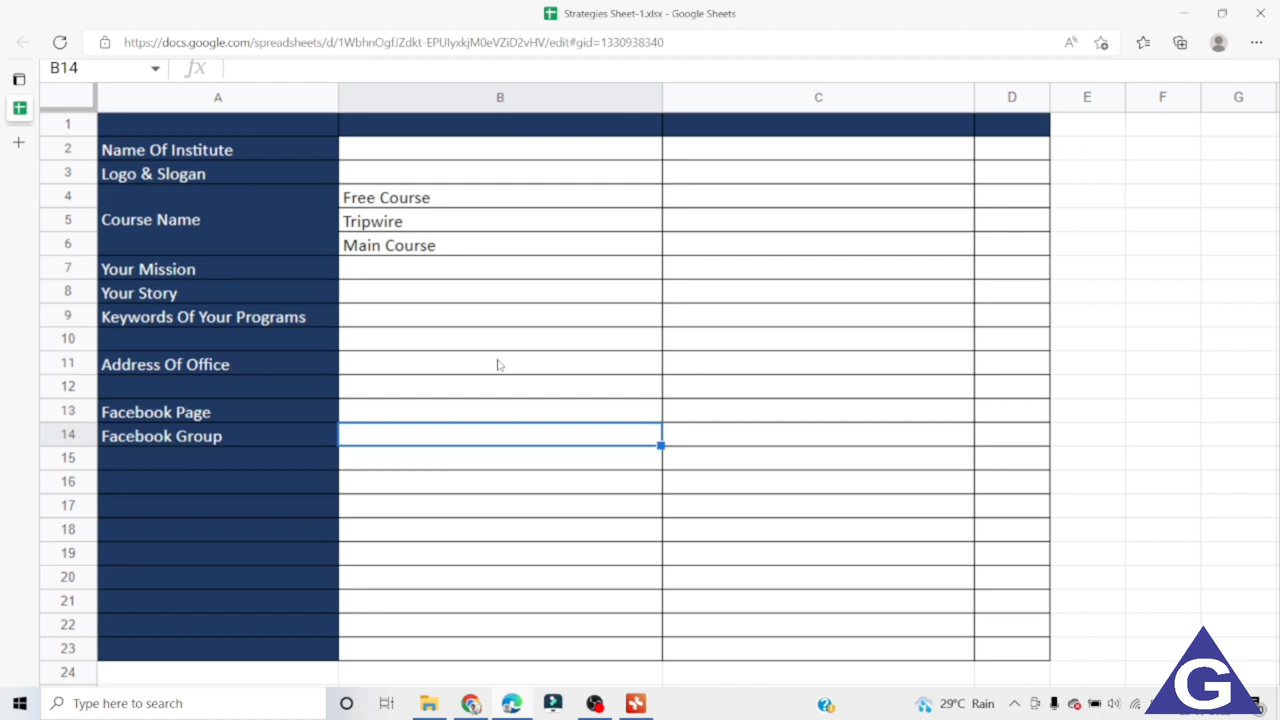 Strategies Sheet-1.xlsx - Google Sheets
https://docs.google.com/spreadsheets/d/1WbhnOgfJZdkt-EPUIyxkjM0eVZiD2vHV/edit#gid=1330938340
B14
fx
A B C D E F G
1
2 Name Of Institute
3 Logo & Slogan
4 Free Course
5 Course Name Tripwire
6 Main Course
7 Your Mission
8 Your Story
9 Keywords Of Your Programs
10
11 Address Of Office
12
13 Facebook Page
14 Facebook Group
15
16
17
18
19
20
21
22
23
24
Type here to search
29°C Rain
G